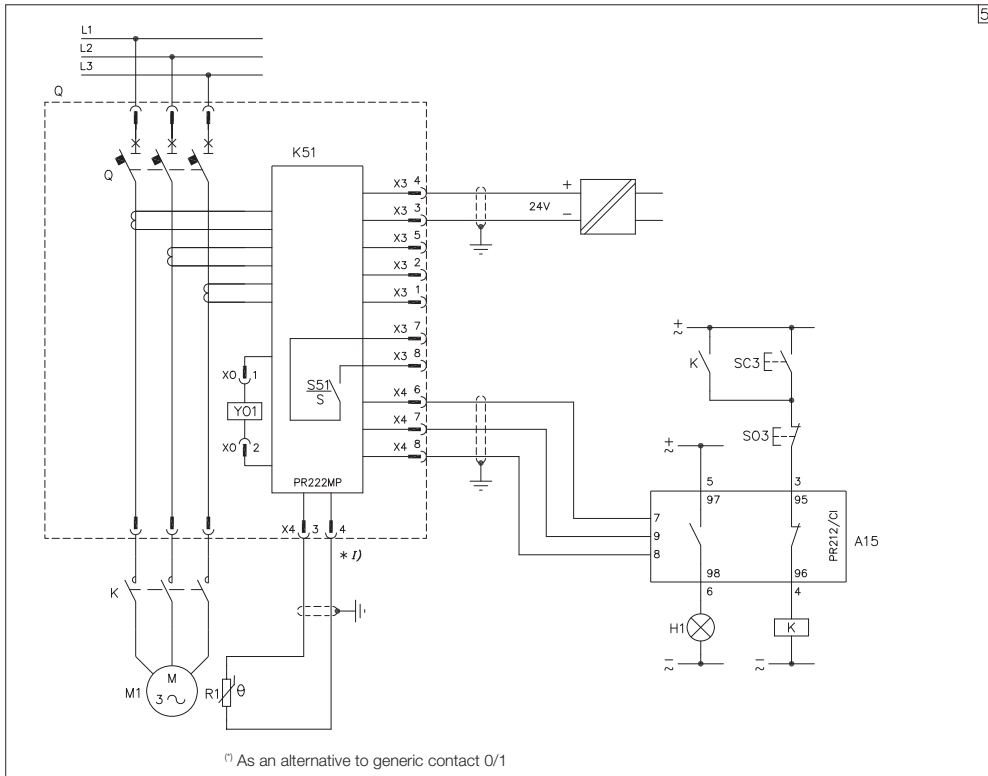 5
L1
L2
L3
Q
Q
K51
X3 4
X3 3
X3 5
X3 2
X3 1
X3 7
X3 8
X4 6
X4 7
X4 8
+
24V
−
S51
S
X0 1
Y01
X0 2
PR222MP
X4 3 4
* I)
K
M1
M
3 ∼
R1
θ
+
∼
K
SC3
SO3
+
∼
5
3
97
95
7
9
8
PR212/CI
A15
98
96
6
4
H1
K
−
∼
−
∼
(*) As an alternative to generic contact 0/1